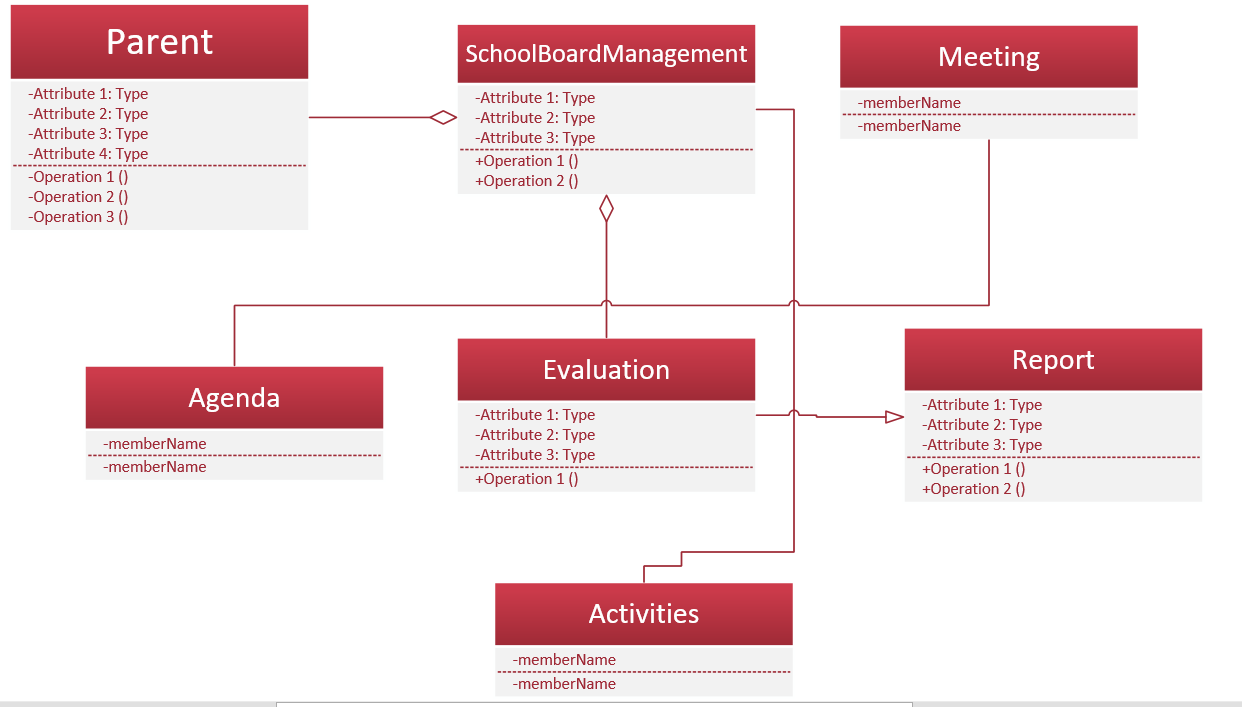 Parent
-Attribute 1: Type
-Attribute 2: Type
-Attribute 3: Type
-Attribute 4: Type
-Operation 1 ()
-Operation 2 ()
-Operation 3 ()
SchoolBoardManagement
-Attribute 1: Type
-Attribute 2: Type
-Attribute 3: Type
+Operation 1 ()
+Operation 2 ()
Meeting
-memberName
-memberName
Agenda
-memberName
-memberName
Evaluation
-Attribute 1: Type
-Attribute 2: Type
-Attribute 3: Type
+Operation 1 ()
Report
-Attribute 1: Type
-Attribute 2: Type
-Attribute 3: Type
+Operation 1 ()
+Operation 2 ()
Activities
-memberName
-memberName